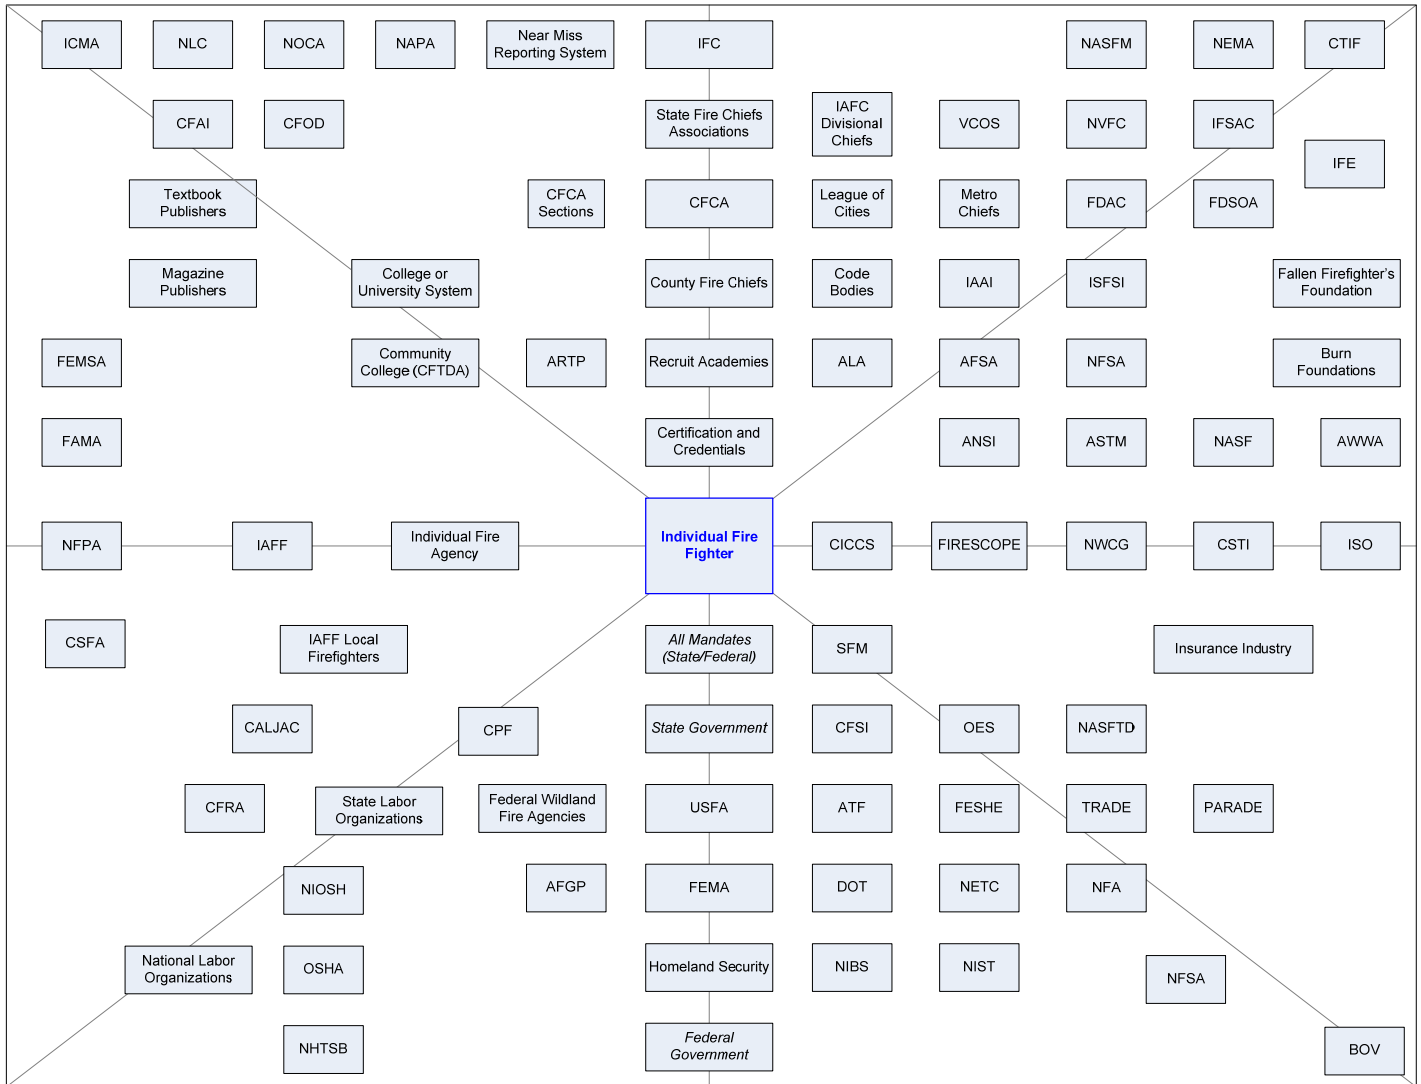 ICMA
NLC
NOCA
NAPA
Near Miss
Reporting System
IFC
NASFM
NEMA
CTIF
CFAI
CFOD
State Fire Chiefs
Associations
IAFC
Divisional
Chiefs
VCOS
NVFC
IFSAC
IFE
Textbook
Publishers
CFCA
Sections
CFCA
League of
Cities
Metro
Chiefs
FDAC
FDSOA
Magazine
Publishers
College or
University System
County Fire Chiefs
Code
Bodies
IAAI
ISFSI
Fallen Firefighter's
Foundation
FEMSA
Community
College (CFTDA)
ARTP
Recruit Academies
ALA
AFSA
NFSA
Burn
Foundations
FAMA
Certification and
Credentials
ANSI
ASTM
NASF
AWWA
NFPA
IAFF
Individual Fire
Agency
Individual Fire
Fighter
CICCS
FIRESCOPE
NWCG
CSTI
ISO
CSFA
IAFF Local
Firefighters
All Mandates
(State/Federal)
SFM
Insurance Industry
CALJAC
CPF
State Government
CFSI
OES
NASFTD
CFRA
State Labor
Organizations
Federal Wildland
Fire Agencies
USFA
ATF
FESHE
TRADE
PARADE
NIOSH
AFGP
FEMA
DOT
NETC
NFA
National Labor
Organizations
OSHA
Homeland Security
NIBS
NIST
NFSA
NHTSB
Federal
Government
BOV